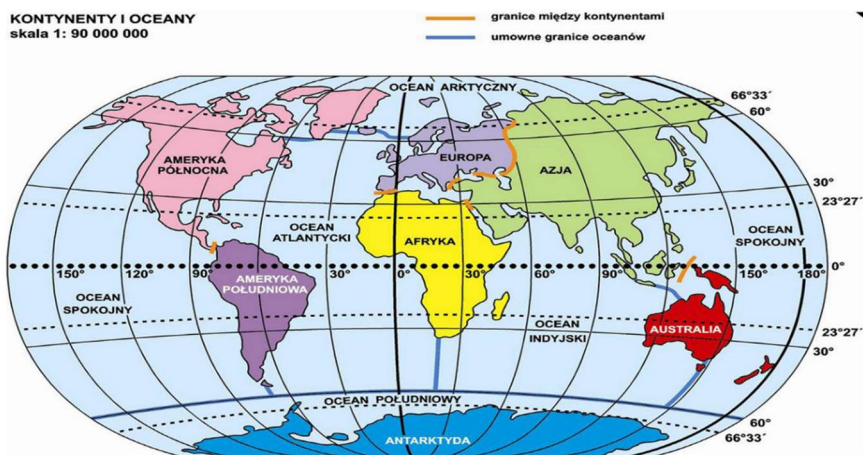 KONTYNENTY I OCEANY
skala 1: 90 000 000
granice między kontynentami
umowne granice oceanów
OCEAN ARKTYCZNY
66°33´
60°
AMERYKA
PÓŁNOCNA
EUROPA
AZJA
30°
23°27´
OCEAN
ATLANTYCKI
AFRYKA
OCEAN
SPOKOJNY
0°
150°
120°
90°
30°
0°
30°
60°
90°
120°
150°
180°
AMERYKA
POŁUDNIOWA
OCEAN
SPOKOJNY
OCEAN
INDYJSKI
AUSTRALIA
23°27´
30°
OCEAN POŁUDNIOWY
60°
66°33´
ANTARKTYDA